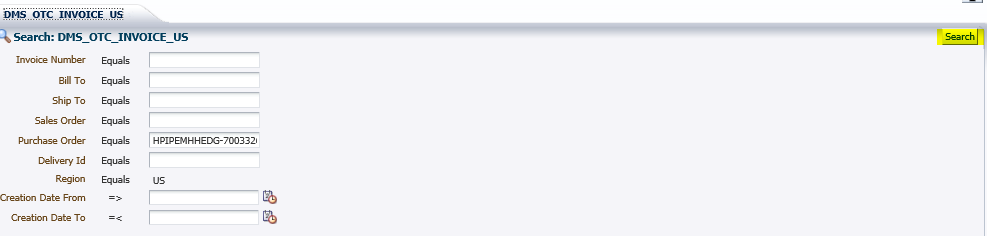 DMS_OTC_INVOICE_US
Search: DMS_OTC_INVOICE_US Search
Invoice Number Equals
Bill To Equals
Ship To Equals
Sales Order Equals
Purchase Order Equals HPIPEMHHEDG-700332
Delivery Id Equals
Region Equals US
Creation Date From =>
Creation Date To =<